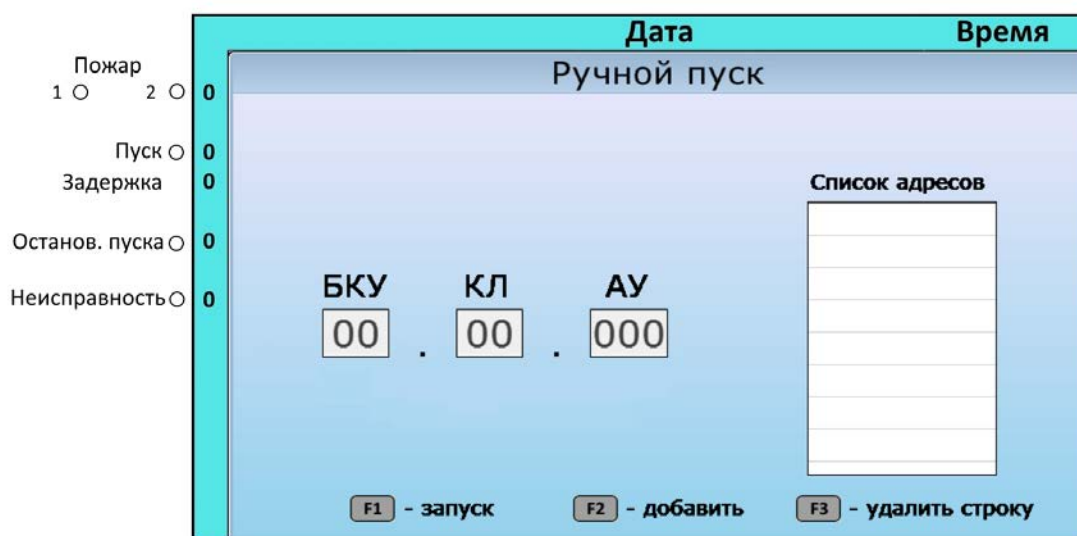 Дата Время
Ручной пуск
Пожар
1 2 0
Пуск 0
Задержка 0
Список адресов
Останов. пуска 0
Неисправность 0
БКУ КЛ АУ
00 . 00 . 000
F1 - запуск F2 - добавить F3 - удалить строку